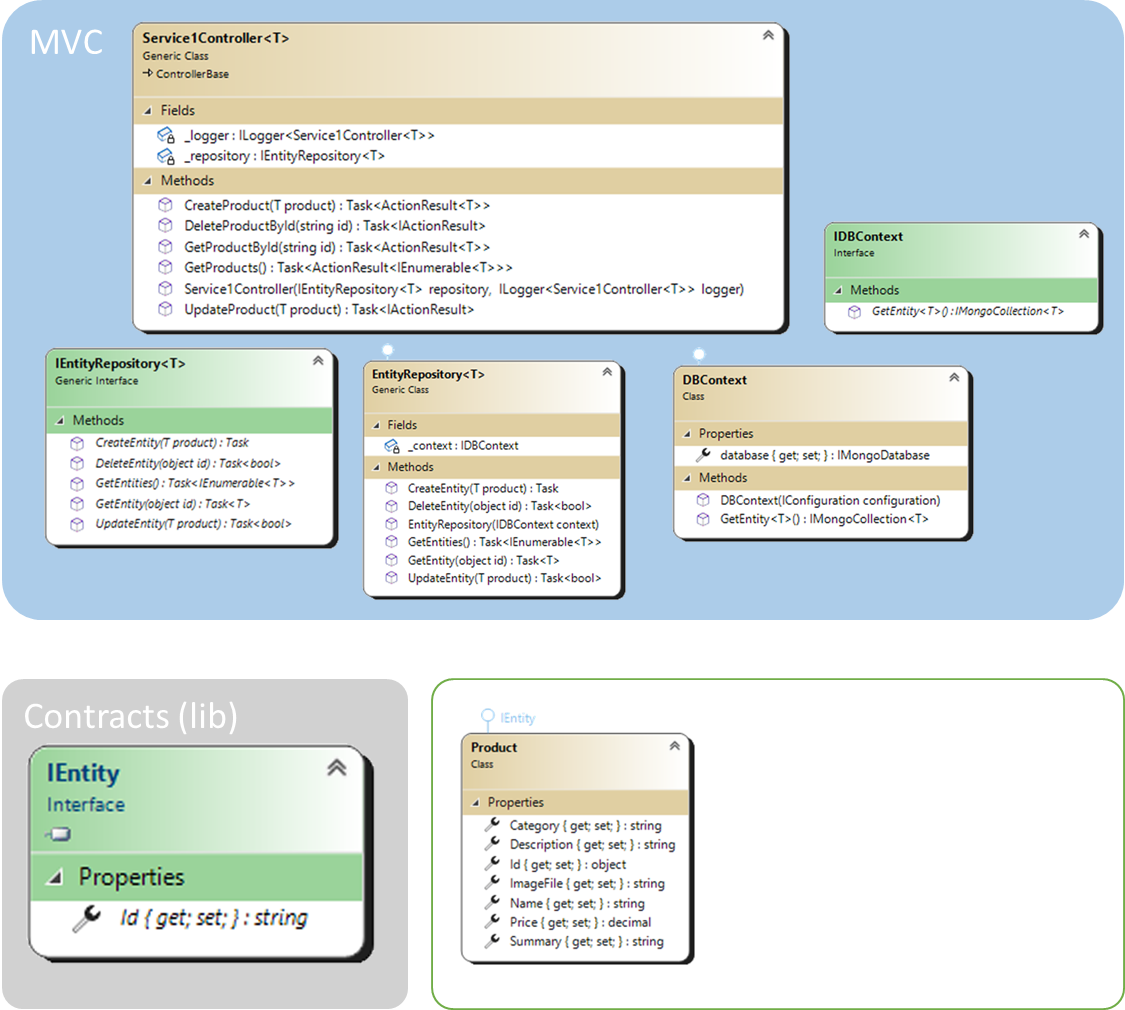 MVC
Service1Controller<T>
Generic Class
ControllerBase
Fields
_logger : ILogger<Service1Controller<T>>
_repository : IEntityRepository<T>
Methods
CreateProduct(T product) : Task<ActionResult<T>>
DeleteProductById(string id) : Task<IActionResult>
GetProductById(string id) : Task<ActionResult<T>>
GetProducts() : Task<ActionResult<IEnumerable<T>>>
Service1Controller(IEntityRepository<T> repository, ILogger<Service1Controller<T>> logger)
UpdateProduct(T product) : Task<IActionResult>
IDBContext
Interface
Methods
GetEntity<T>() : IMongoCollection<T>
IEntityRepository<T>
Generic Interface
Methods
CreateEntity(T product) : Task
DeleteEntity(object id) : Task<bool>
GetEntities() : Task<IEnumerable<T>>
GetEntity(object id) : Task<T>
UpdateEntity(T product) : Task<bool>
EntityRepository<T>
Generic Class
Fields
_context : IDBContext
Methods
CreateEntity(T product) : Task
DeleteEntity(object id) : Task<bool>
EntityRepository(IDBContext context)
GetEntities() : Task<IEnumerable<T>>
GetEntity(object id) : Task<T>
UpdateEntity(T product) : Task<bool>
DBContext
Class
Properties
database { get; set; } : IMongoDatabase
Methods
DBContext(IConfiguration configuration)
GetEntity<T>() : IMongoCollection<T>
Contracts (lib)
IEntity
Interface
Properties
Id { get; set; } : string
IEntity
Product
Class
Properties
Category { get; set; } : string
Description { get; set; } : string
Id { get; set; } : object
ImageFile { get; set; } : string
Name { get; set; } : string
Price { get; set; } : decimal
Summary { get; set; } : string